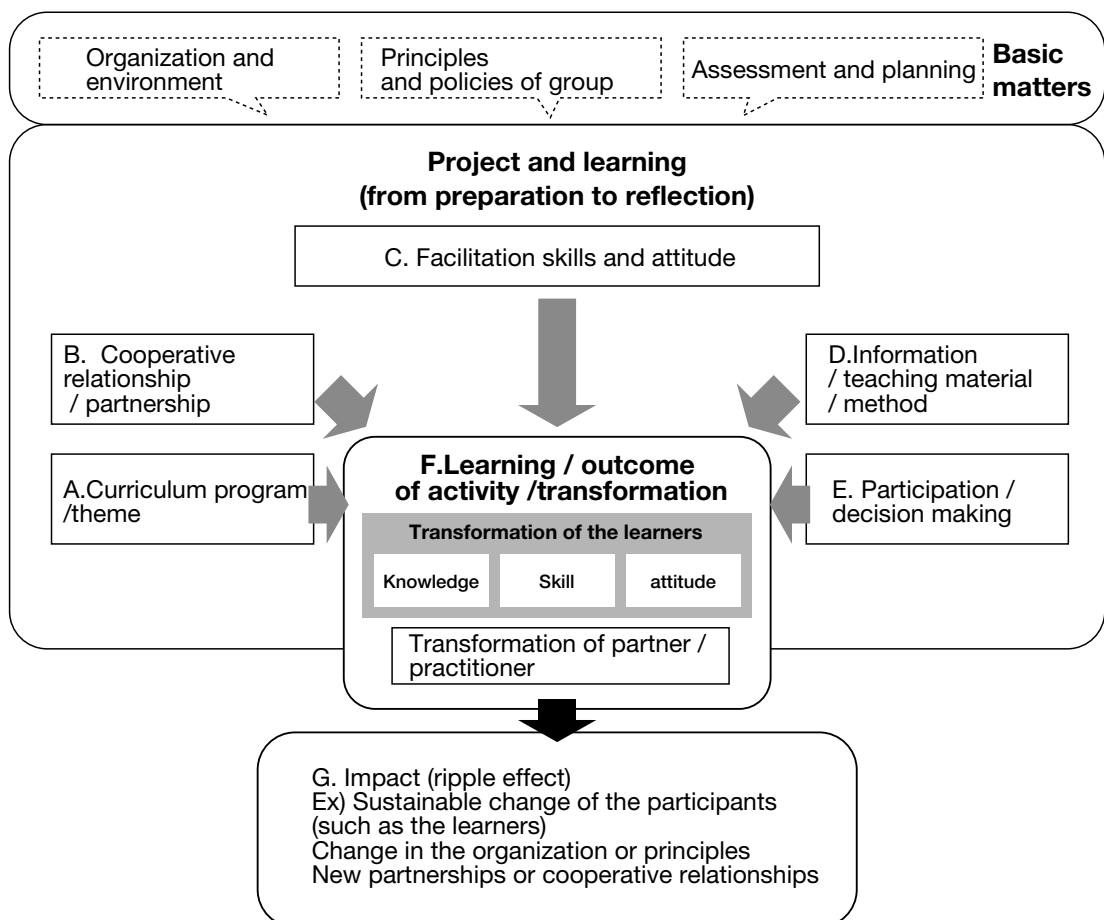 Organization and
environment
Principles
and policies of group
Assessment and planning
Basic
matters
Project and learning
(from preparation to reflection)
C. Facilitation skills and attitude
B. Cooperative
relationship
/ partnership
D.Information
/ teaching material
/ method
A.Curriculum program
/theme
E. Participation /
decision making
F.Learning / outcome
of activity /transformation
Transformation of the learners
Knowledge
Skill
attitude
Transformation of partner /
practitioner
G. Impact (ripple effect)
Ex) Sustainable change of the participants
(such as the learners)
Change in the organization or principles
New partnerships or cooperative relationships